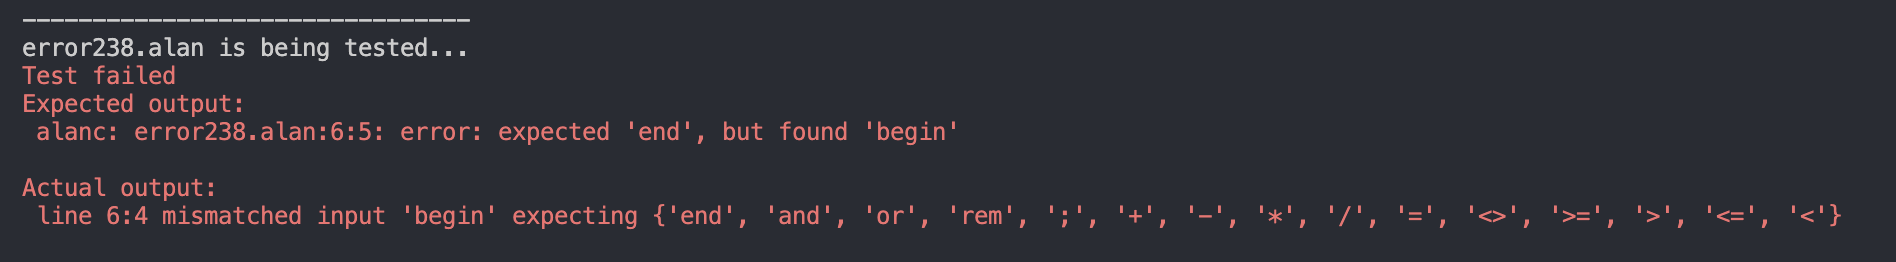 --------------------------------
error238.alan is being tested...
Test failed
Expected output:
alanc: error238.alan:6:5: error: expected 'end', but found 'begin'
Actual output:
line 6:4 mismatched input 'begin' expecting {'end', 'and', 'or', 'rem', ';', '+', '-', '*', '/', '=', '<>', '>=', '>', '<=', '<'}